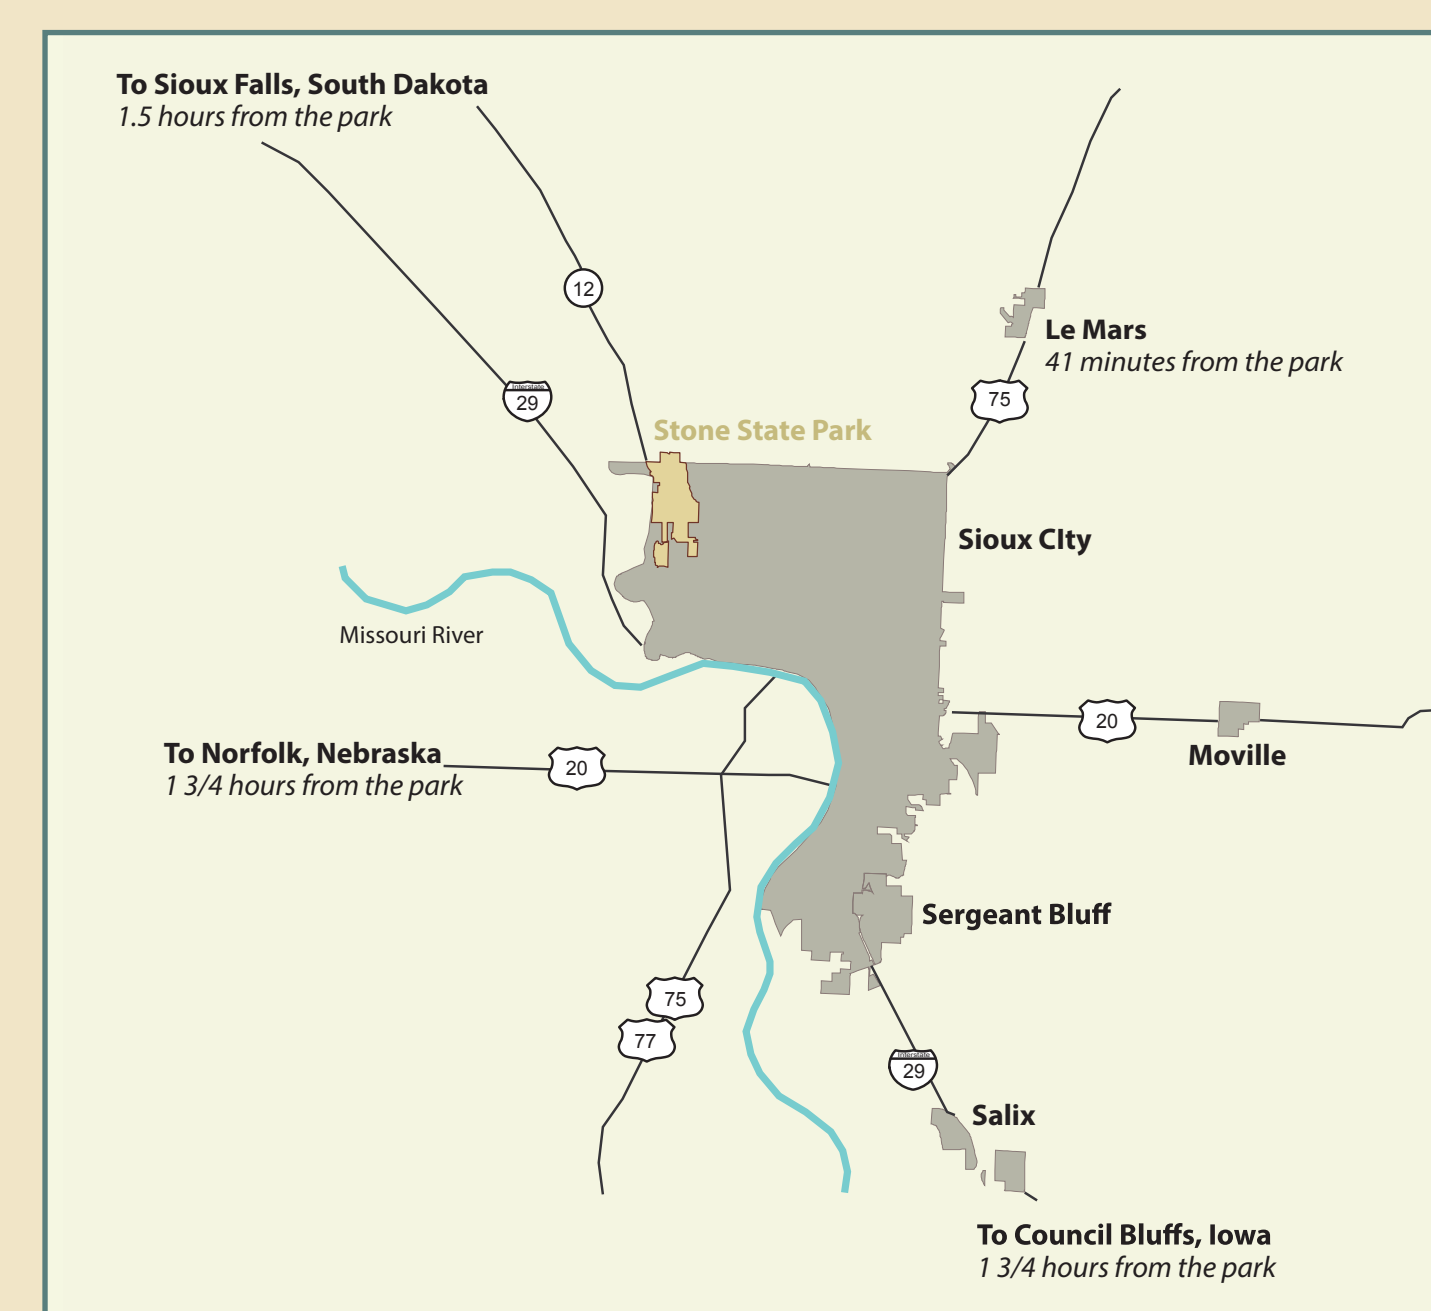 To Sioux Falls, South Dakota
1.5 hours from the park
12
Le Mars
41 minutes from the park
Interstate
29
75
Stone State Park
Sioux CIty
Missouri River
20
Moville
To Norfolk, Nebraska
1 3/4 hours from the park
20
Sergeant Bluff
75
77
Interstate
29
Salix
To Council Bluffs, Iowa
1 3/4 hours from the park